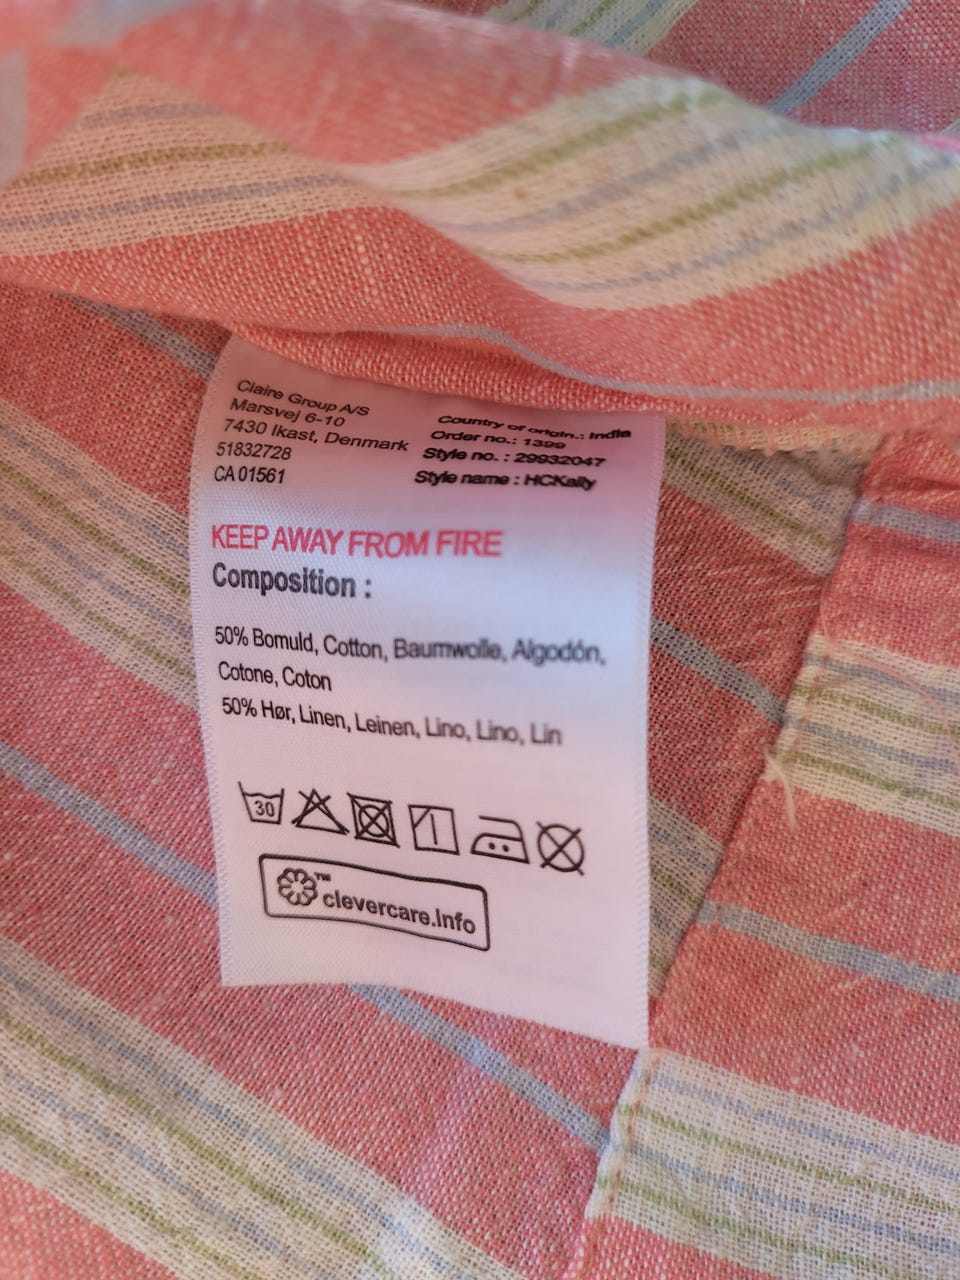 Claire Group A/S
Marsvej 6-10
7430 Ikast, Denmark
51832728
CA 01561
Country of origin.: India
Order no.: 1399
Style no. : 29932047
Style name : HCKally
KEEP AWAY FROM FIRE
Composition :
50% Bomuld, Cotton, Baumwolle, Algodón,
Cotone, Coton
50% Hør, Linen, Leinen, Lino, Lino, Lin
30
™ clevercare.info